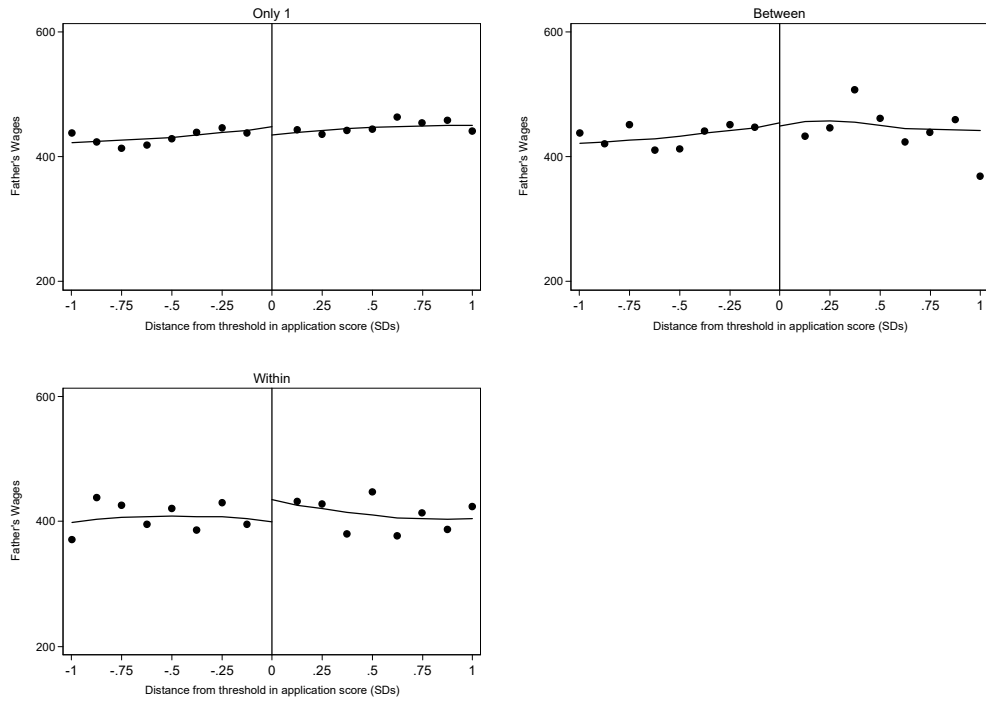 Only 1
600
400
200
Father's Wages
-1 -.75 -.5 -.25 0 .25 .5 .75 1
Distance from threshold in application score (SDs)
Between
600
400
200
Father's Wages
-1 -.75 -.5 -.25 0 .25 .5 .75 1
Distance from threshold in application score (SDs)
Within
600
400
200
Father's Wages
-1 -.75 -.5 -.25 0 .25 .5 .75 1
Distance from threshold in application score (SDs)